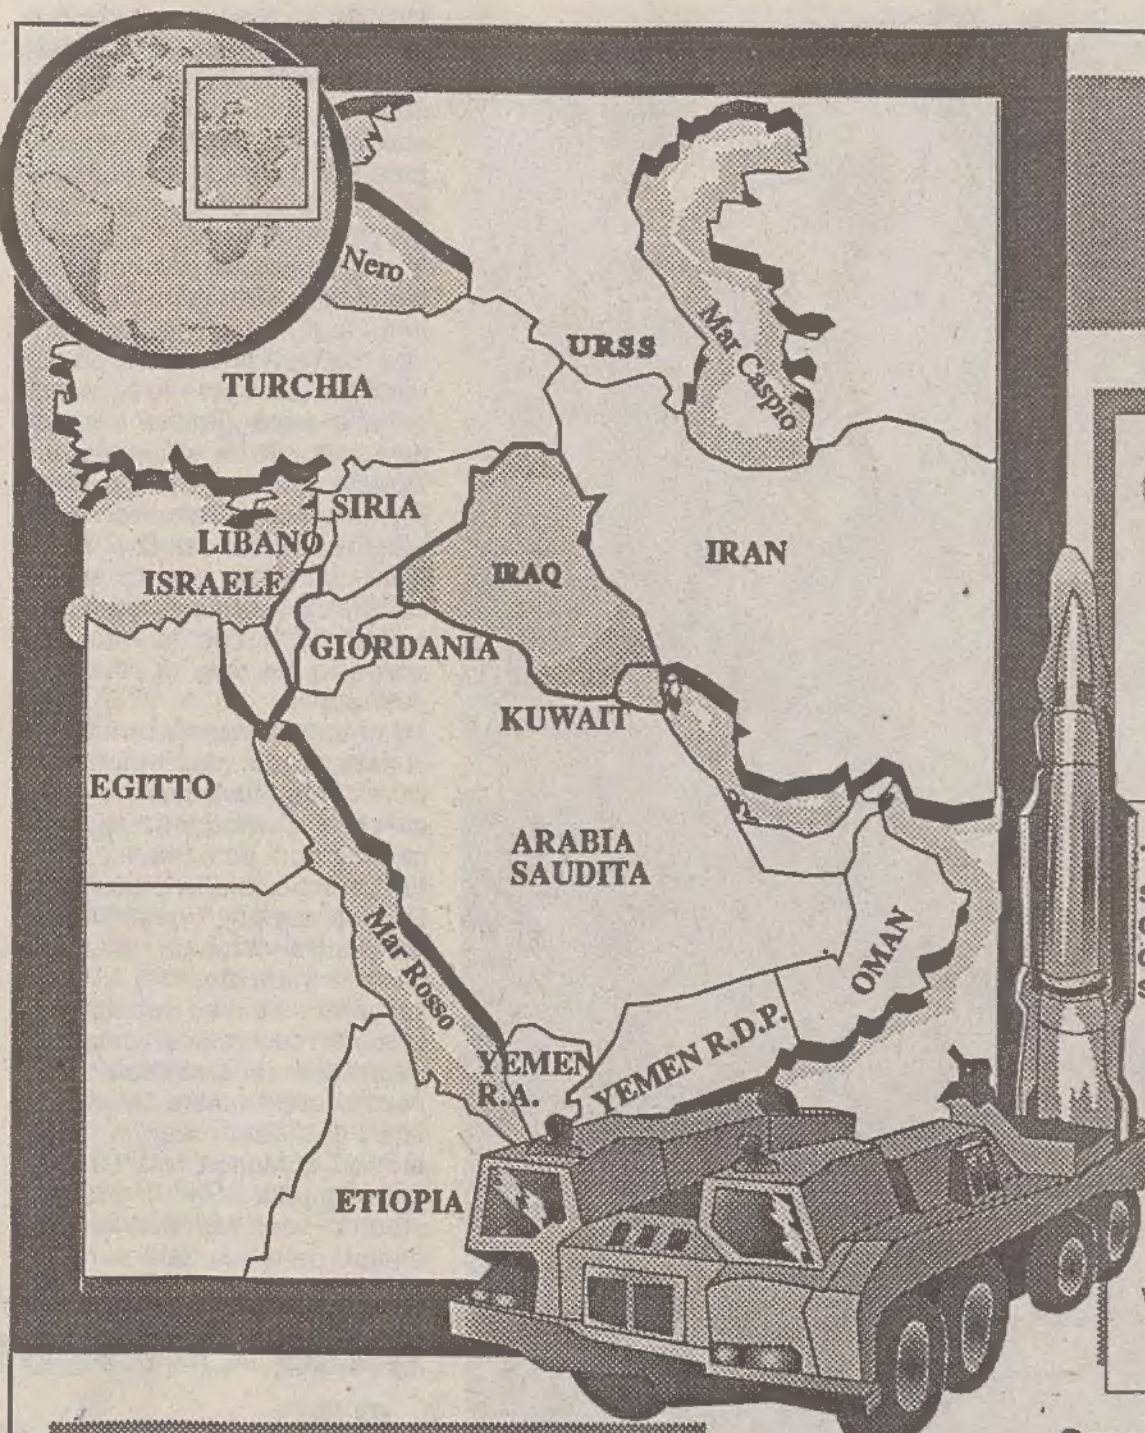 Nero
URSS
Mar Caspio
TURCHIA
SIRIA
LIBANO
IRAN
IRAQ
ISRAELE
GIORDANIA
KUWAIT
EGITTO
ARABIA
SAUDITA
OMAN
Mar Rosso
YEMEN
R.A.
YEMEN R.D.P.
ETIOPIA